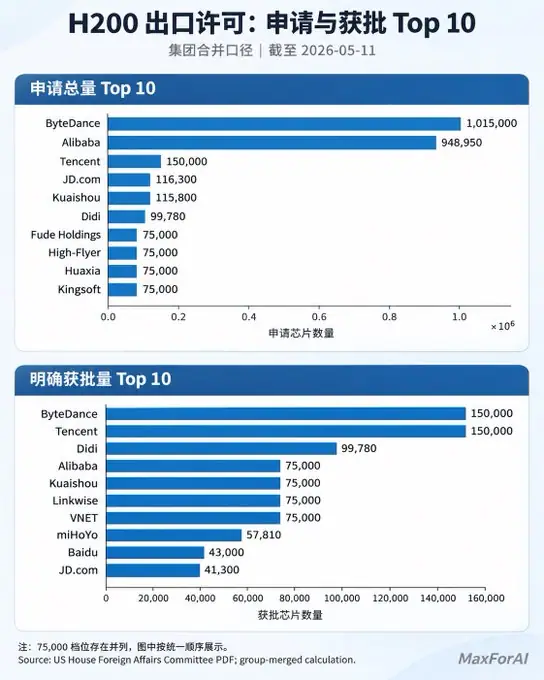 H200 出口许可：申请与获批 Top 10
集团合并口径 | 截至 2026-05-11
申请总量 Top 10
ByteDance 1,015,000
Alibaba 948,950
Tencent 150,000
JD.com 116,300
Kuaishou 115,800
Didi 99,780
Fude Holdings 75,000
High-Flyer 75,000
Huaxia 75,000
Kingsoft 75,000
0.0 0.2 0.4 0.6 0.8 1.0
×10⁶
申请芯片数量
明确获批量 Top 10
ByteDance 150,000
Tencent 150,000
Didi 99,780
Alibaba 75,000
Kuaishou 75,000
Linkwise 75,000
VNET 75,000
miHoYo 57,810
Baidu 43,000
JD.com 41,300
0 20,000 40,000 60,000 80,000 100,000 120,000 140,000 160,000
获批芯片数量
注：75,000 档位存在并列，图中按统一顺序展示。
Source: US House Foreign Affairs Committee PDF; group-merged calculation.
MaxForAI